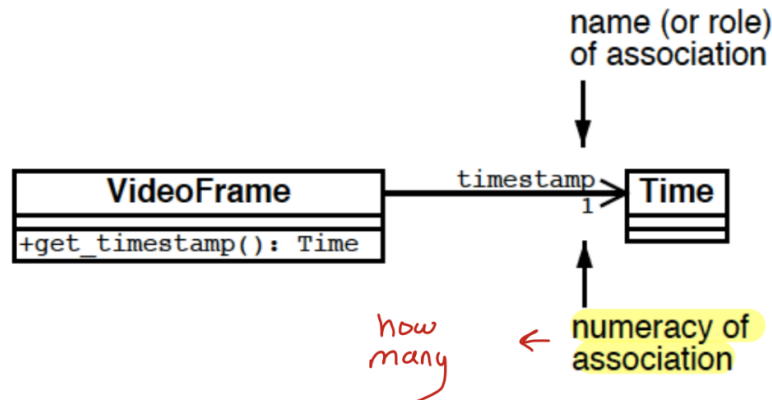 name (or role)
of association
timestamp
VideoFrame
Time
1
+get_timestamp(): Time
how
many
numeracy of
association